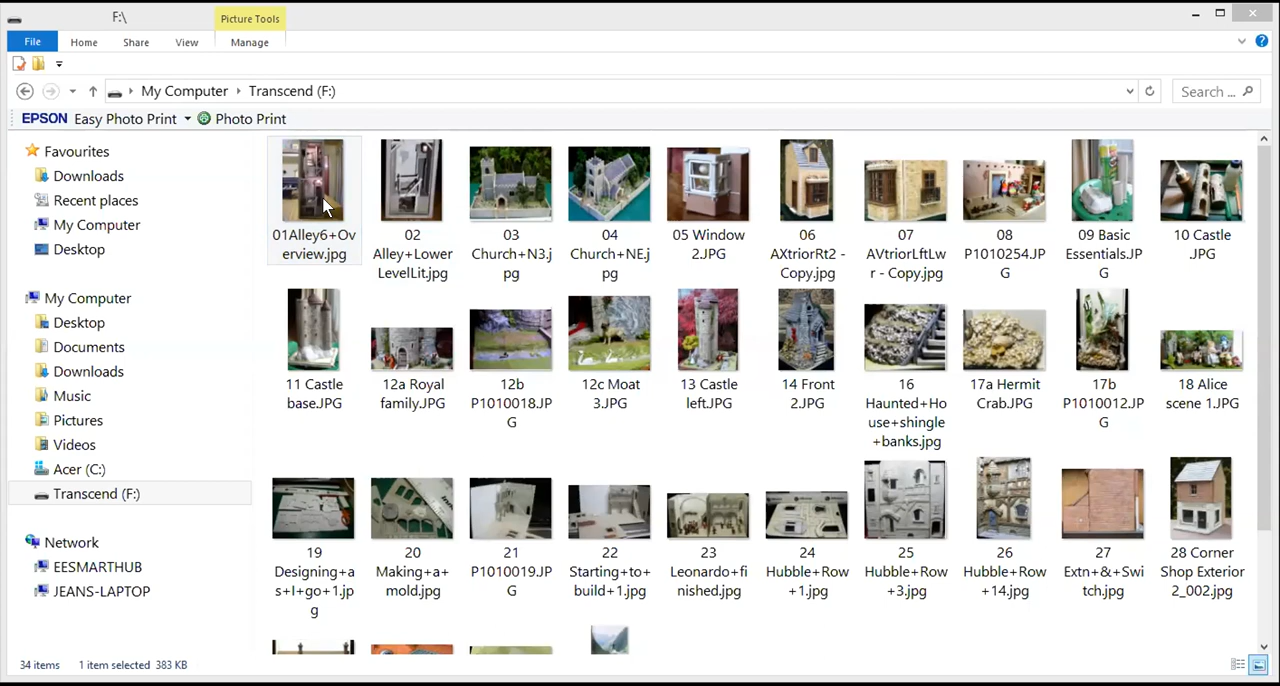 F:\
Picture Tools
File
Home
Share
View
Manage
My Computer
Transcend (F:)
Search ...
EPSON Easy Photo Print
Photo Print
Favourites
Downloads
Recent places
My Computer
Desktop
My Computer
Desktop
Documents
Downloads
Music
Pictures
Videos
Acer (C:)
Transcend (F:)
Network
EESMARTHUB
JEANS-LAPTOP
01Alley6+Ov
erview.jpg
02
Alley+Lower
LevelLit.jpg
03
Church+N3.j
pg
04
Church+NE.j
pg
05 Window
2.JPG
06
AXtriorRt2 -
Copy.jpg
07
AVtriorLftLw
r - Copy.jpg
08
P1010254.JP
G
09 Basic
Essentials.JP
G
10 Castle
.JPG
11 Castle
base.JPG
12a Royal
family.JPG
12b
P1010018.JP
G
12c Moat
3.JPG
13 Castle
left.JPG
14 Front
2.JPG
16
Haunted+Ho
use+shingle
+banks.jpg
17a Hermit
Crab.JPG
17b
P1010012.JP
G
18 Alice
scene 1.JPG
19
Designing+a
s+I+go+1.jp
g
20
Making+a+
mold.jpg
21
P1010019.JP
G
22
Starting+to+
build+1.jpg
23
Leonardo+fi
nished.jpg
24
Hubble+Row
+1.jpg
25
Hubble+Row
+3.jpg
26
Hubble+Row
+14.jpg
27
Extn+&+Swi
tch.jpg
28 Corner
Shop Exterior
2_002.jpg
34 items
1 item selected 383 KB